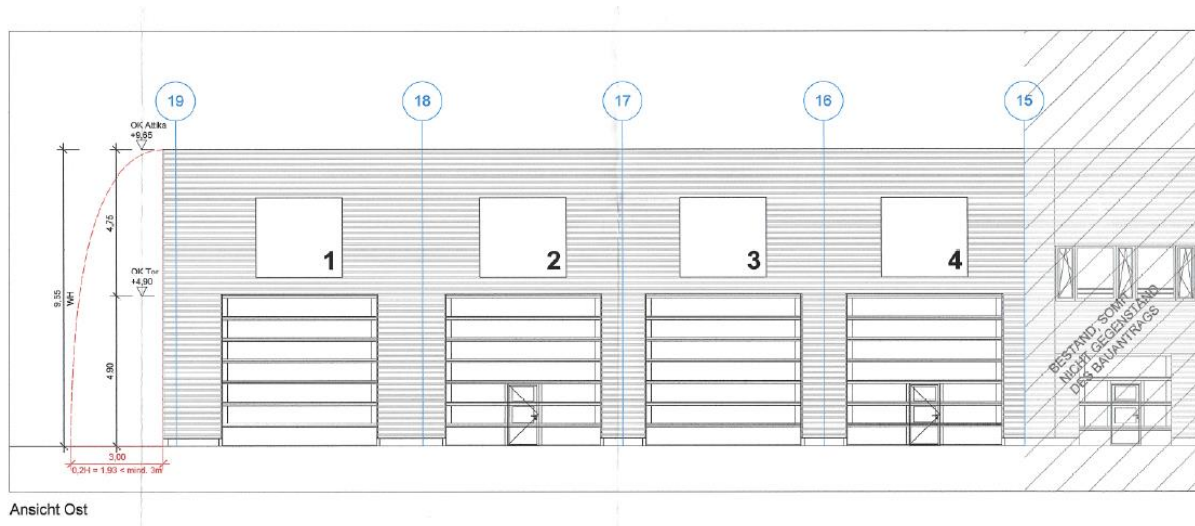 19
18
17
16
15
OK Attika
+9,65
4,75
OK Tor
+4,90
WH
4,90
1
2
3
4
BESTAND, SOMIT
NICHT GEGENSTAND
DES BAUANTRAGS
3,00
0,2H = 1,93 < mind. 3m
Ansicht Ost